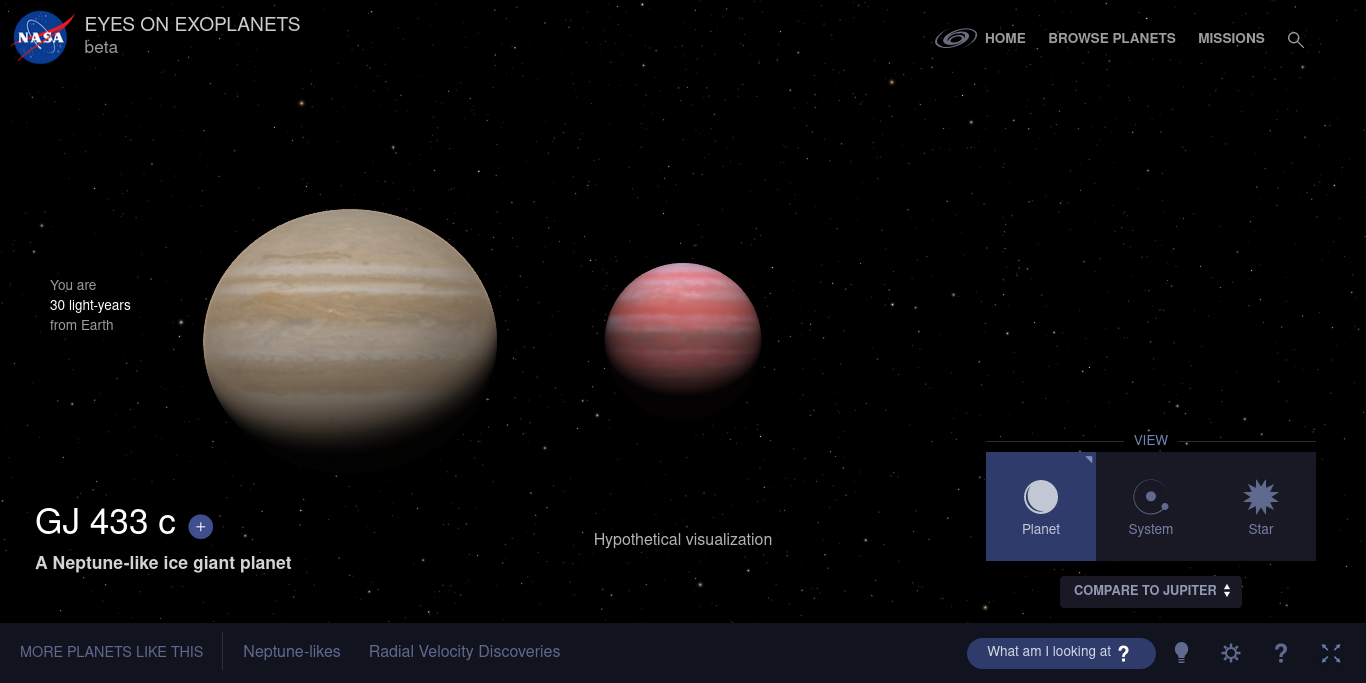 NASA
EYES ON EXOPLANETS
beta
HOME
BROWSE PLANETS
MISSIONS
You are
30 light-years
from Earth
GJ 433 c +
A Neptune-like ice giant planet
Hypothetical visualization
VIEW
Planet
System
Star
COMPARE TO JUPITER
MORE PLANETS LIKE THIS
Neptune-likes
Radial Velocity Discoveries
What am I looking at ?
?